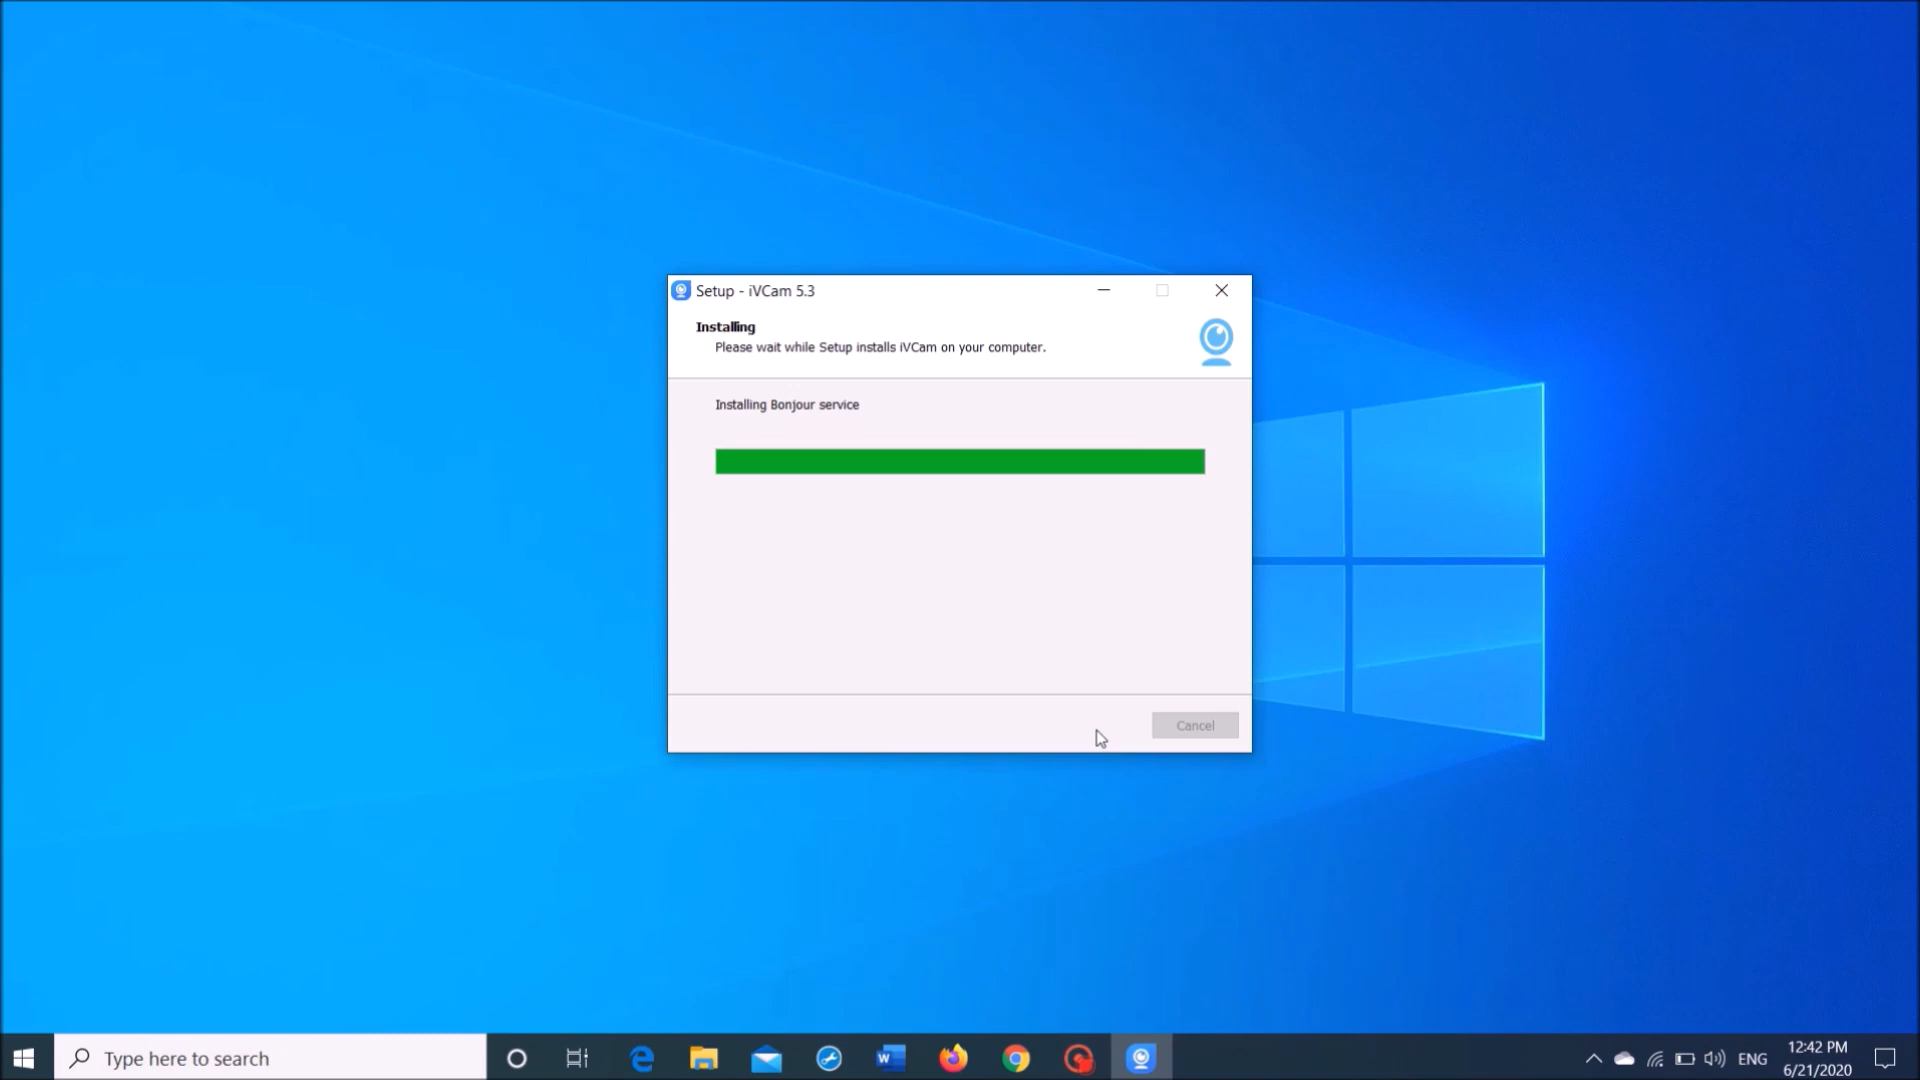 Setup - iVCam 5.3
Installing
Please wait while Setup installs iVCam on your computer.
Installing Bonjour service
Cancel
Type here to search
W
ENG
12:42 PM
6/21/2020